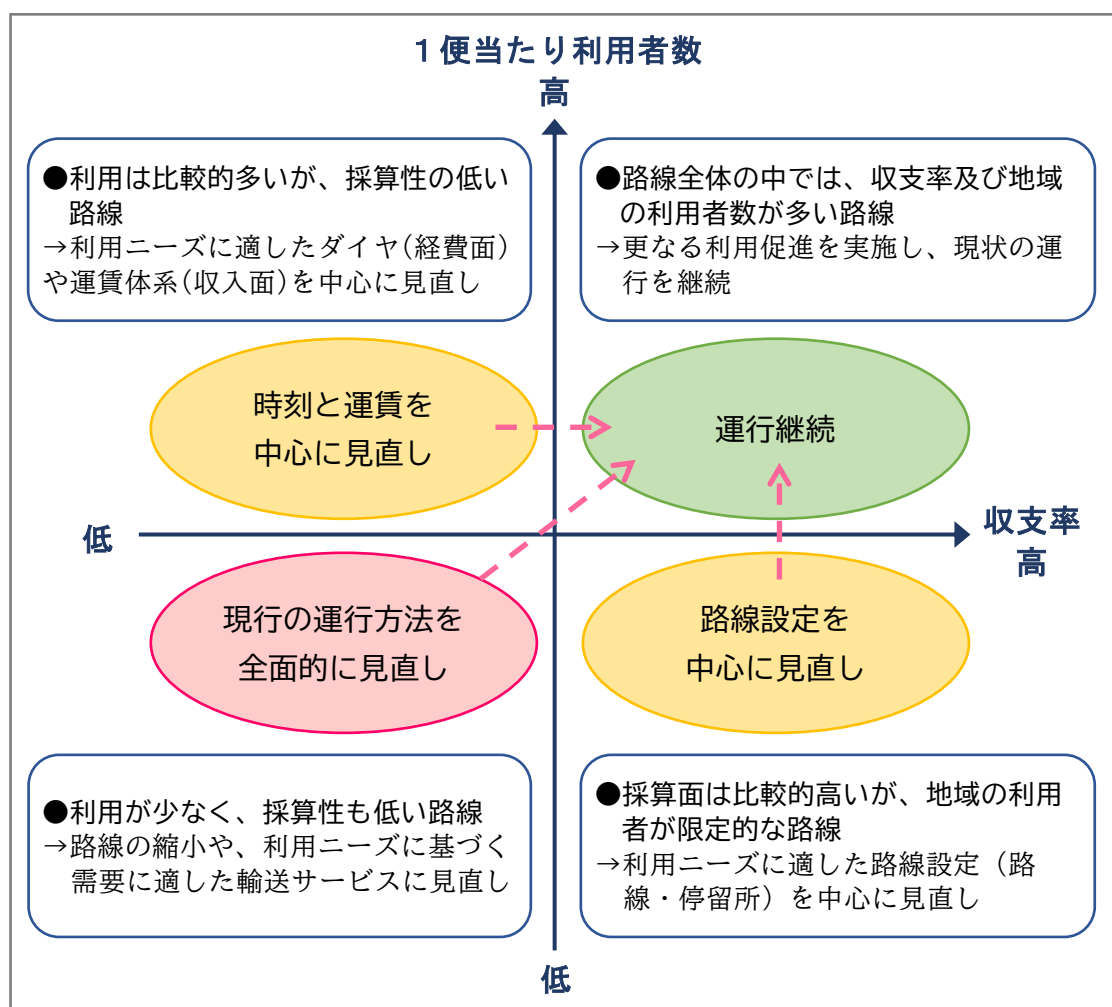 1便当たり利用者数
高
●利用は比較的多いが、採算性の低い
路線
→利用ニーズに適したダイヤ(経費面)
や運賃体系(収入面)を中心に見直し
●路線全体の中では、収支率及び地域
の利用者数が多い路線
→更なる利用促進を実施し、現状の運
行を継続
時刻と運賃を
中心に見直し
運行継続
低
収支率
高
現行の運行方法を
全面的に見直し
路線設定を
中心に見直し
●利用が少なく、採算性も低い路線
→路線の縮小や、利用ニーズに基づく
需要に適した輸送サービスに見直し
●採算面は比較的高いが、地域の利用
者が限定的な路線
→利用ニーズに適した路線設定（路
線・停留所）を中心に見直し
低